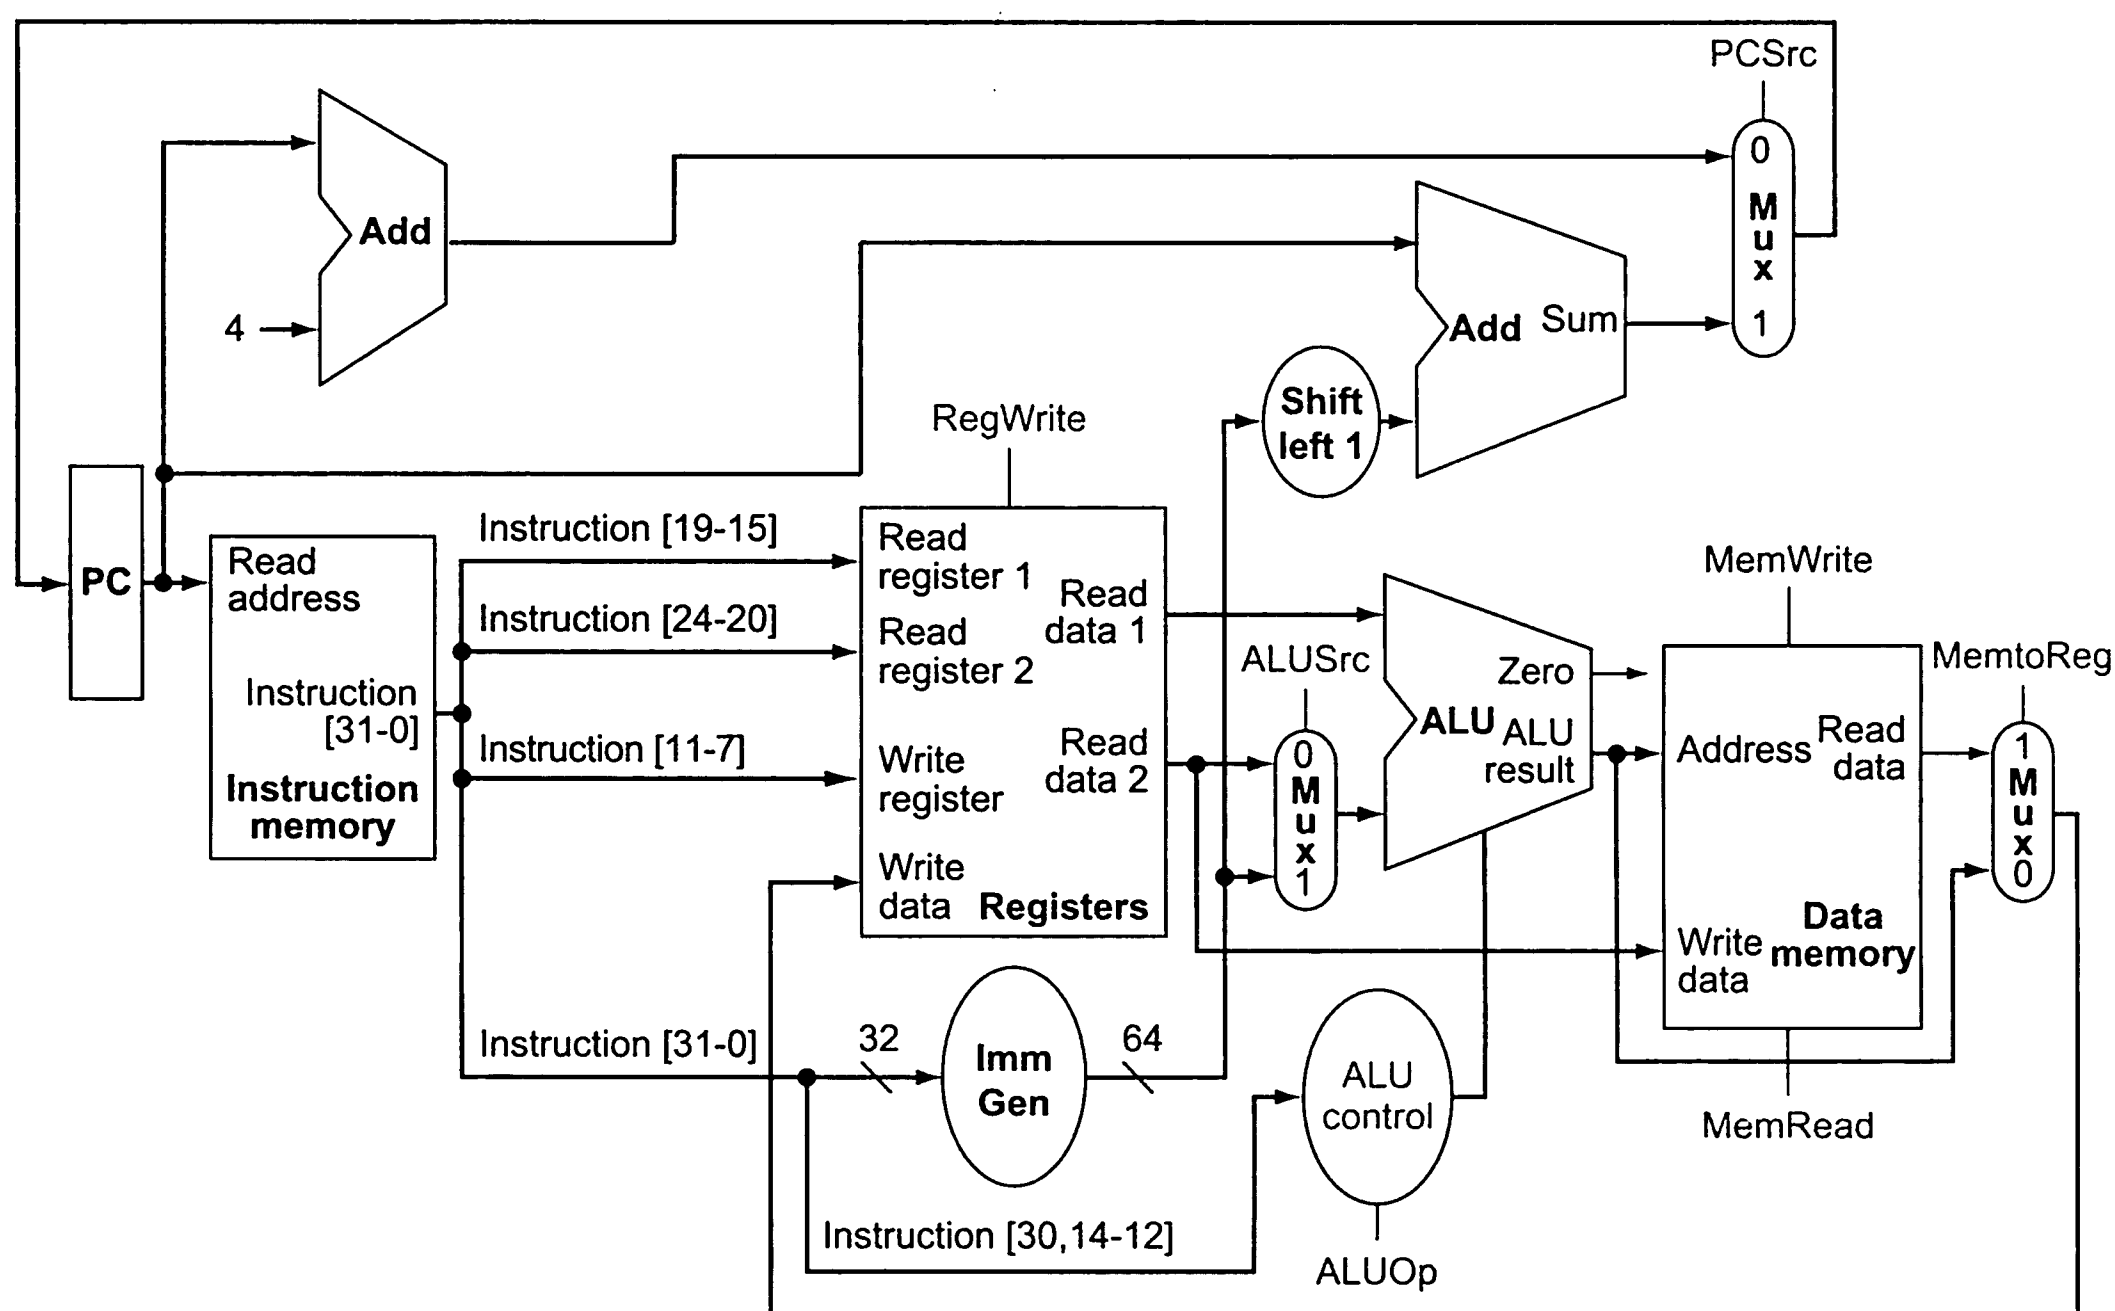 PCSrc
0
M
u
x
1
Add
4
Add Sum
Shift
left 1
RegWrite
PC
Read
address
Instruction
[31-0]
Instruction
memory
Instruction [19-15]
Instruction [24-20]
Instruction [11-7]
Instruction [31-0]
Read
register 1
Read
register 2
Write
register
Write
data
Read
data 1
Read
data 2
Registers
ALUSrc
0
M
u
x
1
Zero
ALU
ALU
result
MemWrite
Address
Read
data
Write
data
Data
memory
MemRead
MemtoReg
1
M
u
x
0
32
Imm
Gen
64
ALU
control
Instruction [30,14-12]
ALUOp